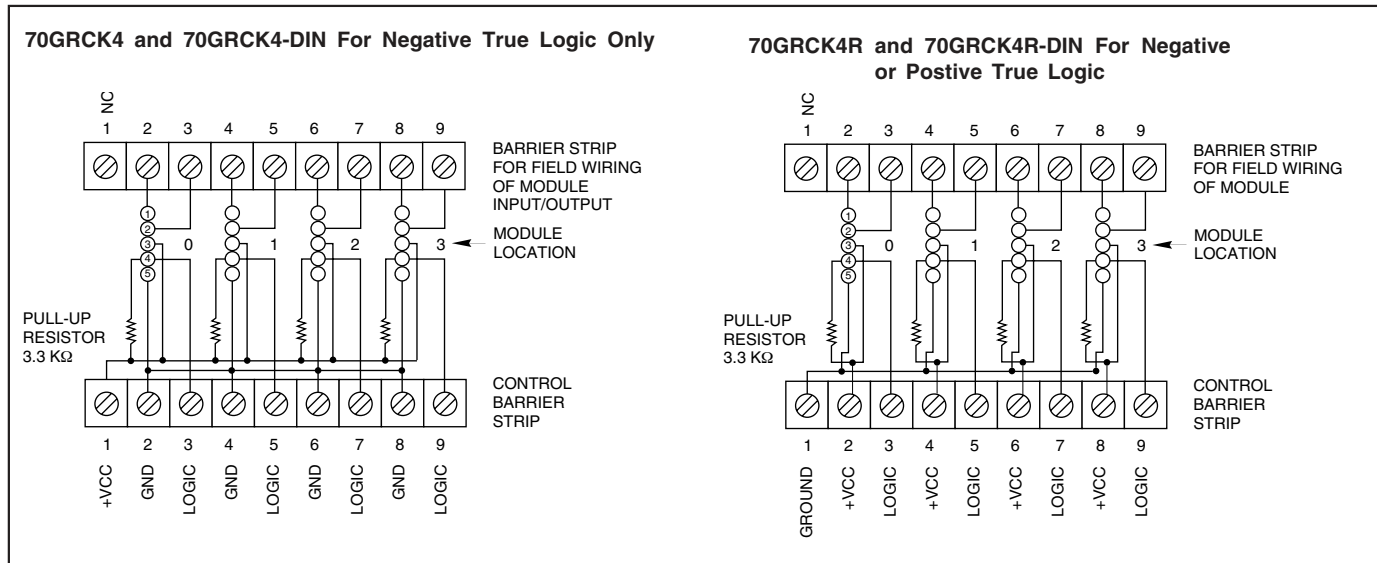 70GRCK4 and 70GRCK4-DIN For Negative True Logic Only
NC
1 2 3 4 5 6 7 8 9
BARRIER STRIP
FOR FIELD WIRING
OF MODULE
INPUT/OUTPUT
1
2
3
4
5
0 1 2 3
MODULE
LOCATION
PULL-UP
RESISTOR
3.3 KΩ
CONTROL
BARRIER
STRIP
1 2 3 4 5 6 7 8 9
+VCC
GND
LOGIC
GND
LOGIC
GND
LOGIC
GND
LOGIC
70GRCK4R and 70GRCK4R-DIN For Negative
or Postive True Logic
NC
1 2 3 4 5 6 7 8 9
BARRIER STRIP
FOR FIELD WIRING
OF MODULE
1
2
3
4
5
0 1 2 3
MODULE
LOCATION
PULL-UP
RESISTOR
3.3 KΩ
CONTROL
BARRIER
STRIP
1 2 3 4 5 6 7 8 9
GROUND
+VCC
LOGIC
+VCC
LOGIC
+VCC
LOGIC
+VCC
LOGIC